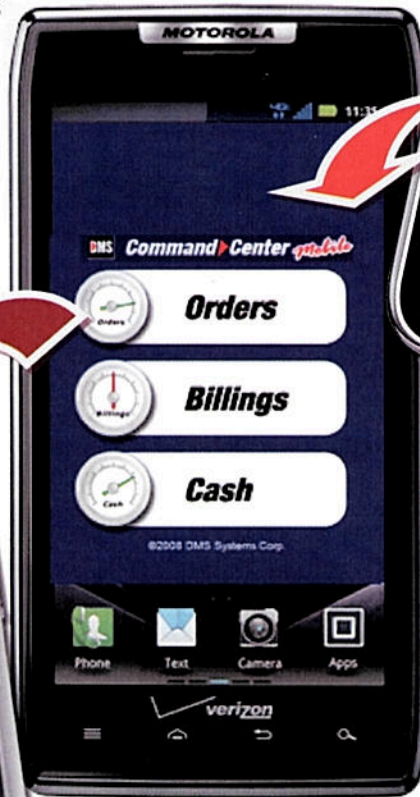 MOTOROLA
11:35
DMS Command Center mobile
Orders
Orders
Billings
Billings
Cash
Cash
©2008 DMS Systems Corp.
Phone Text Camera Apps
verizon